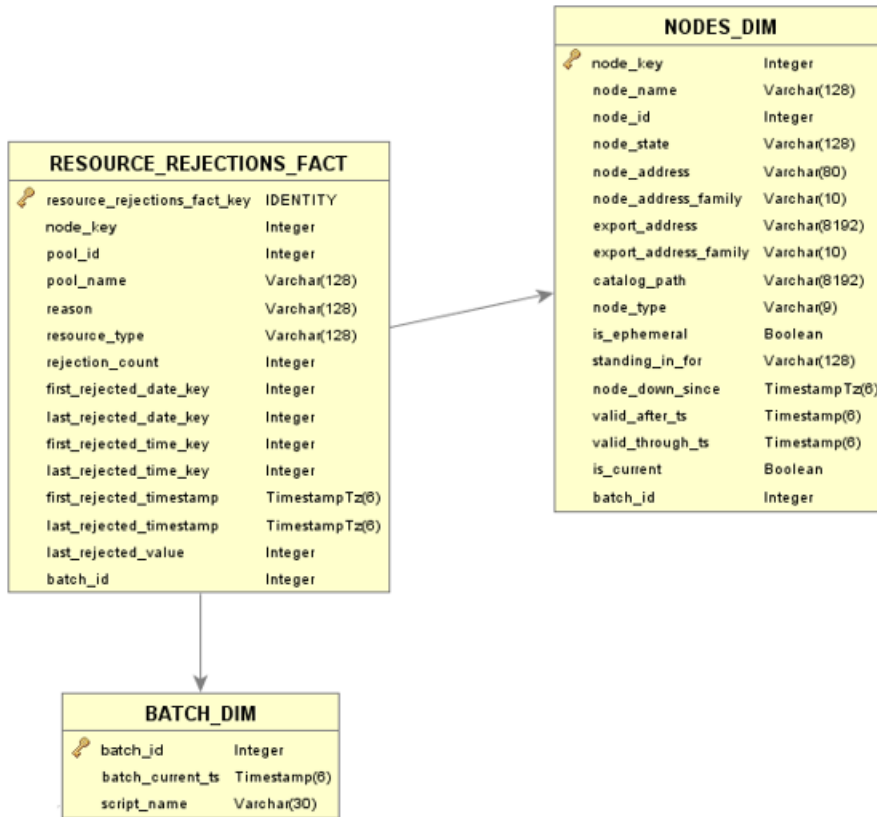 NODES_DIM
node_key Integer
node_name Varchar(128)
node_id Integer
node_state Varchar(128)
node_address Varchar(80)
node_address_family Varchar(10)
export_address Varchar(8192)
export_address_family Varchar(10)
catalog_path Varchar(8192)
node_type Varchar(9)
is_ephemeral Boolean
standing_in_for Varchar(128)
node_down_since TimestampTz(6)
valid_after_ts Timestamp(6)
valid_through_ts Timestamp(6)
is_current Boolean
batch_id Integer
RESOURCE_REJECTIONS_FACT
resource_rejections_fact_key IDENTITY
node_key Integer
pool_id Integer
pool_name Varchar(128)
reason Varchar(128)
resource_type Varchar(128)
rejection_count Integer
first_rejected_date_key Integer
last_rejected_date_key Integer
first_rejected_time_key Integer
last_rejected_time_key Integer
first_rejected_timestamp TimestampTz(6)
last_rejected_timestamp TimestampTz(6)
last_rejected_value Integer
batch_id Integer
BATCH_DIM
batch_id Integer
batch_current_ts Timestamp(6)
script_name Varchar(30)